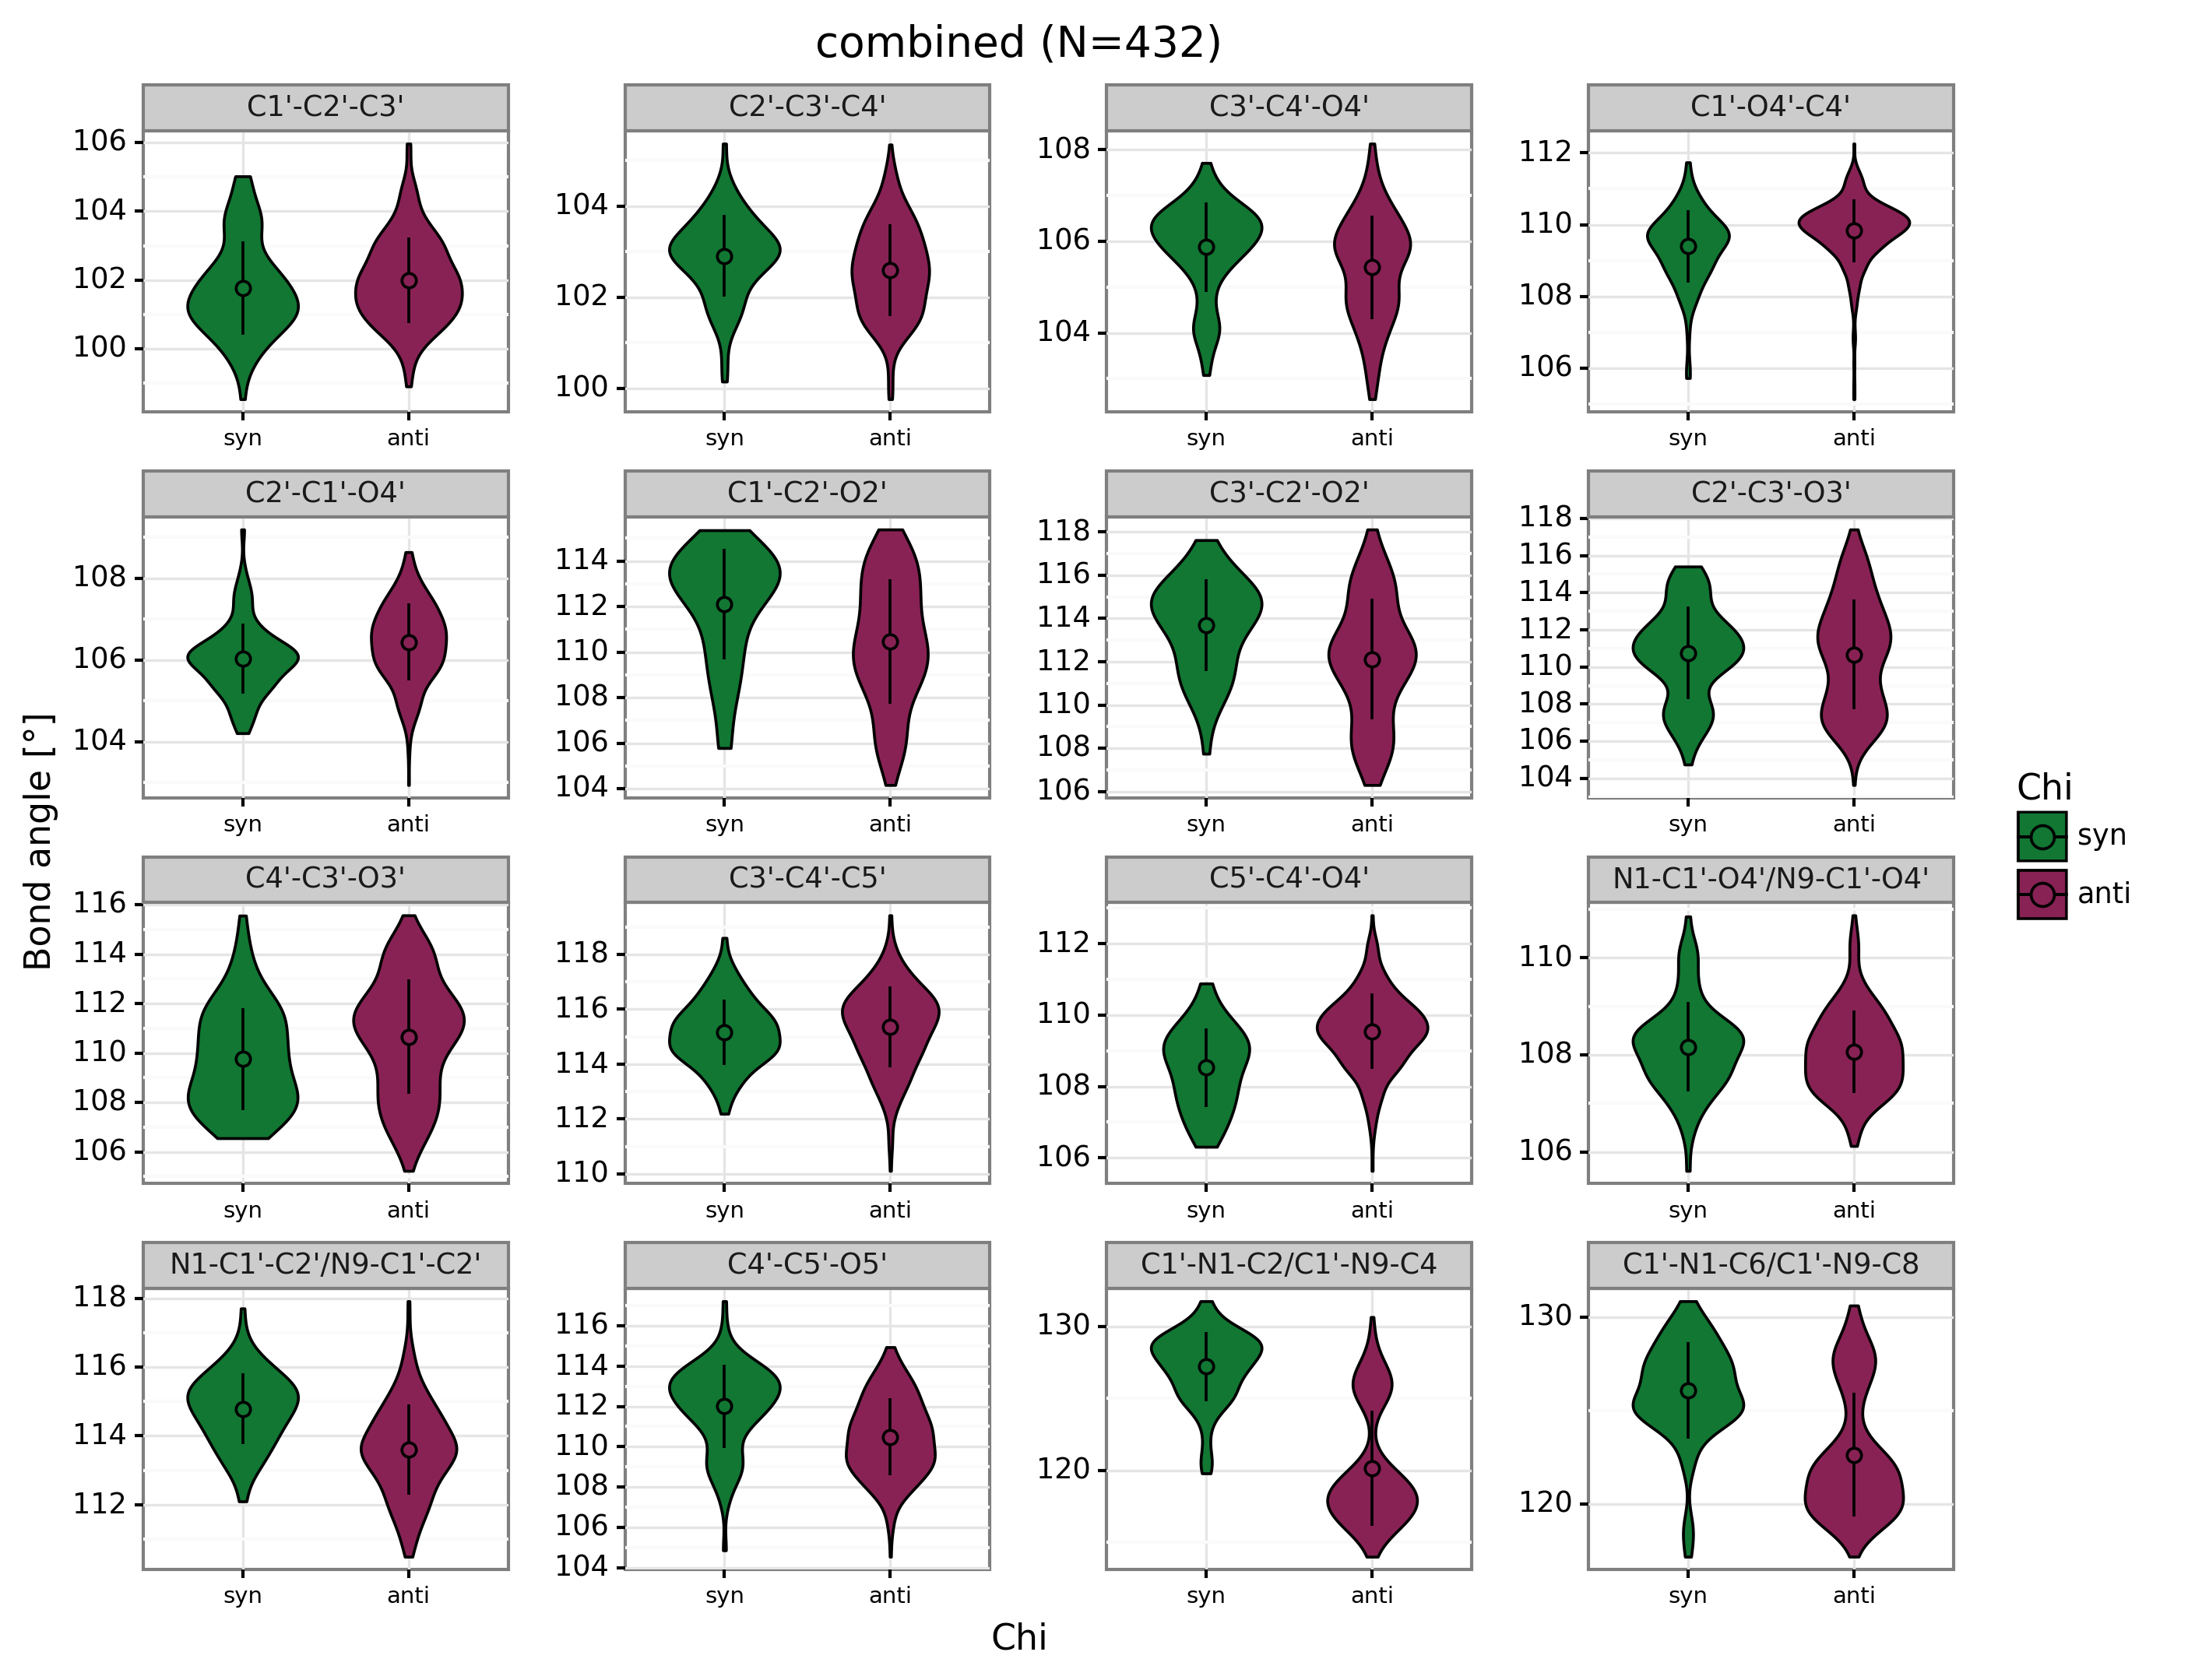 combined (N=432)
C1'-C2'-C3'
C2'-C3'-C4'
C3'-C4'-O4'
C1'-O4'-C4'
106
104
102
100
104
102
100
108
106
104
112
110
108
106
syn anti
syn anti
syn anti
syn anti
C2'-C1'-O4'
C1'-C2'-O2'
C3'-C2'-O2'
C2'-C3'-O3'
108
106
104
114
112
110
108
106
104
118
116
114
112
110
108
106
118
116
114
112
110
108
106
104
syn anti
syn anti
syn anti
syn anti
C4'-C3'-O3'
C3'-C4'-C5'
C5'-C4'-O4'
N1-C1'-O4'/N9-C1'-O4'
116
114
112
110
108
106
118
116
114
112
110
112
110
108
106
110
108
106
syn anti
syn anti
syn anti
syn anti
N1-C1'-C2'/N9-C1'-C2'
C4'-C5'-O5'
C1'-N1-C2/C1'-N9-C4
C1'-N1-C6/C1'-N9-C8
118
116
114
112
116
114
112
110
108
106
104
130
120
130
120
syn anti
syn anti
syn anti
syn anti
Bond angle [°]
Chi
Chi
syn
anti